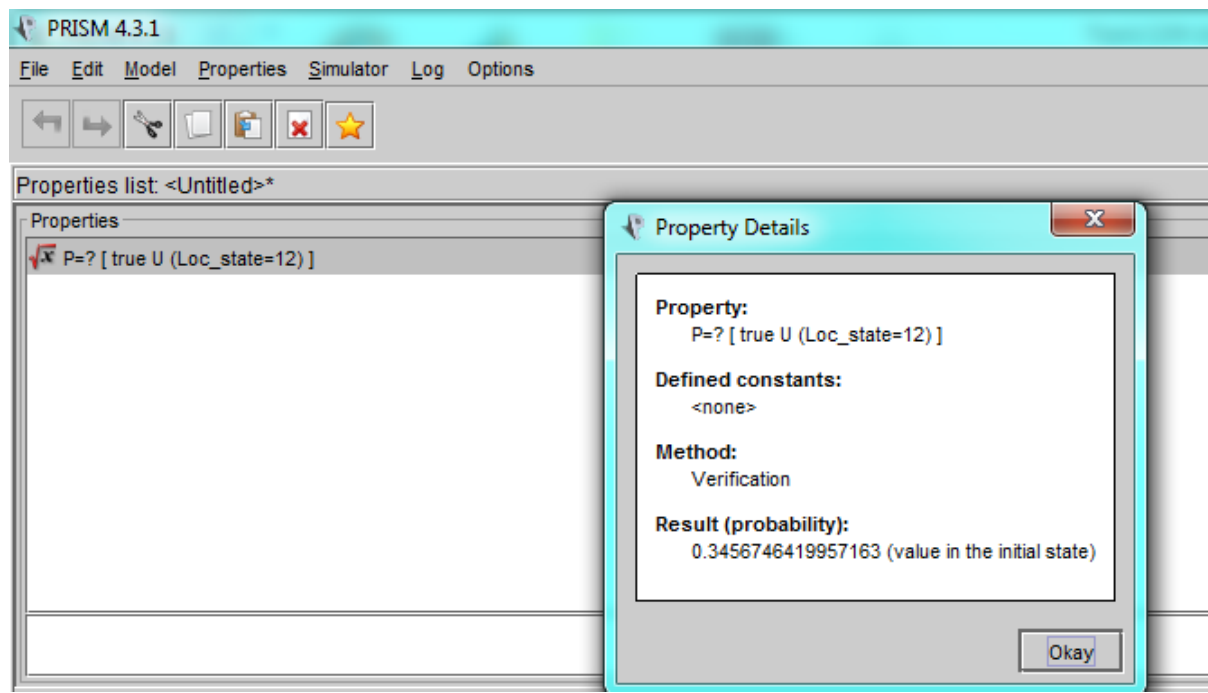 PRISM 4.3.1
File Edit Model Properties Simulator Log Options
Properties list: <Untitled>*
Properties
√x P=? [ true U (Loc_state=12) ]
Property Details
Property:
P=? [ true U (Loc_state=12) ]
Defined constants:
<none>
Method:
Verification
Result (probability):
0.3456746419957163 (value in the initial state)
Okay